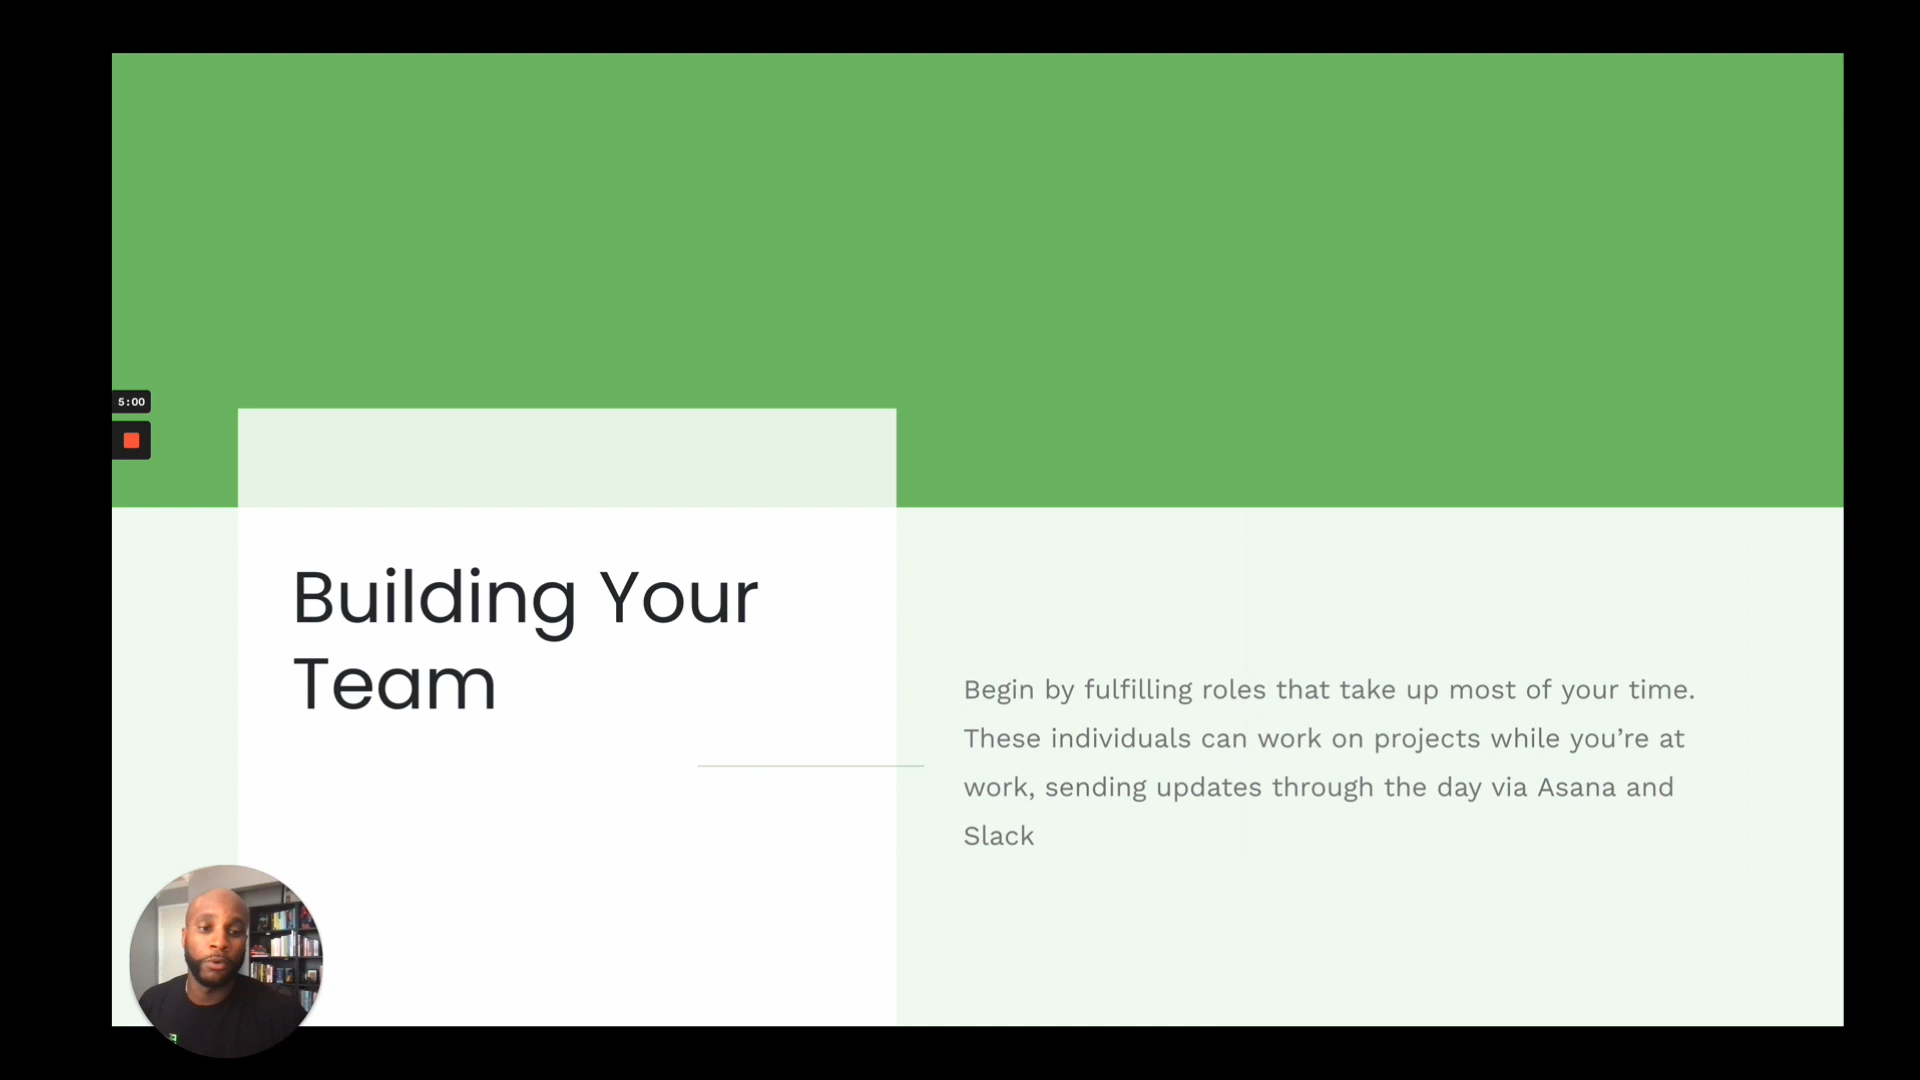 5:00
Building Your
Team
Begin by fulfilling roles that take up most of your time.
These individuals can work on projects while you’re at
work, sending updates through the day via Asana and
Slack